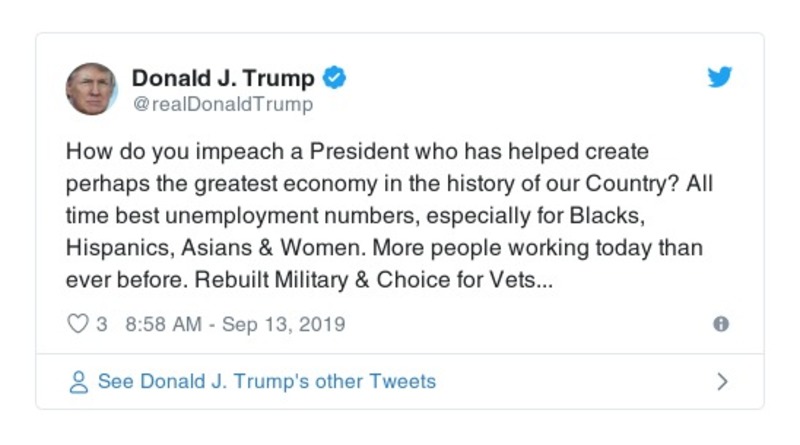 Donald J. Trump
@realDonaldTrump
How do you impeach a President who has helped create
perhaps the greatest economy in the history of our Country? All
time best unemployment numbers, especially for Blacks,
Hispanics, Asians & Women. More people working today than
ever before. Rebuilt Military & Choice for Vets...
3 8:58 AM - Sep 13, 2019
See Donald J. Trump's other Tweets